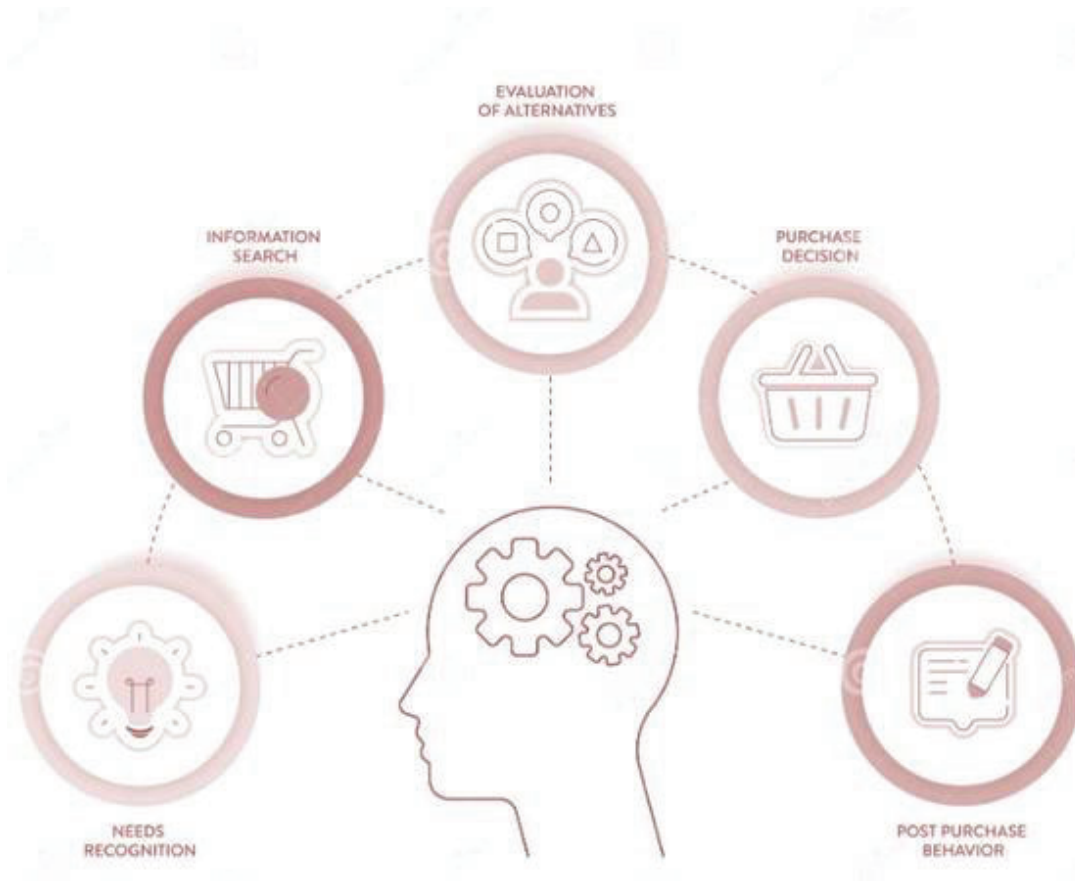 EVALUATION
OF ALTERNATIVES
INFORMATION
SEARCH
PURCHASE
DECISION
NEEDS
RECOGNITION
POST PURCHASE
BEHAVIOR